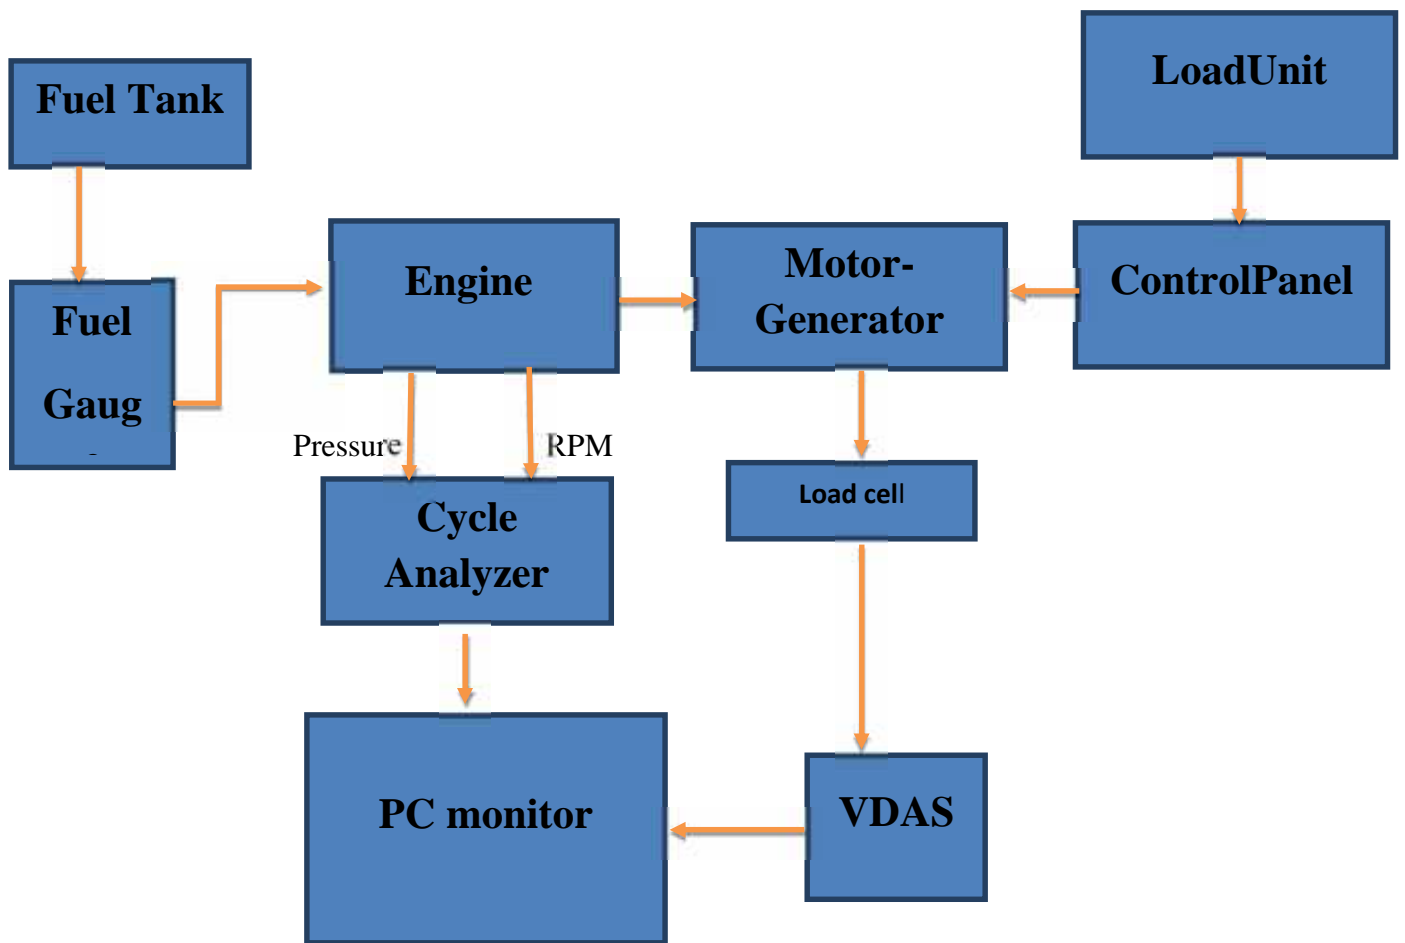 Fuel Tank
LoadUnit
Fuel
Gaug
Engine
Motor-
Generator
ControlPanel
Pressure
RPM
Cycle
Analyzer
Load cell
PC monitor
VDAS